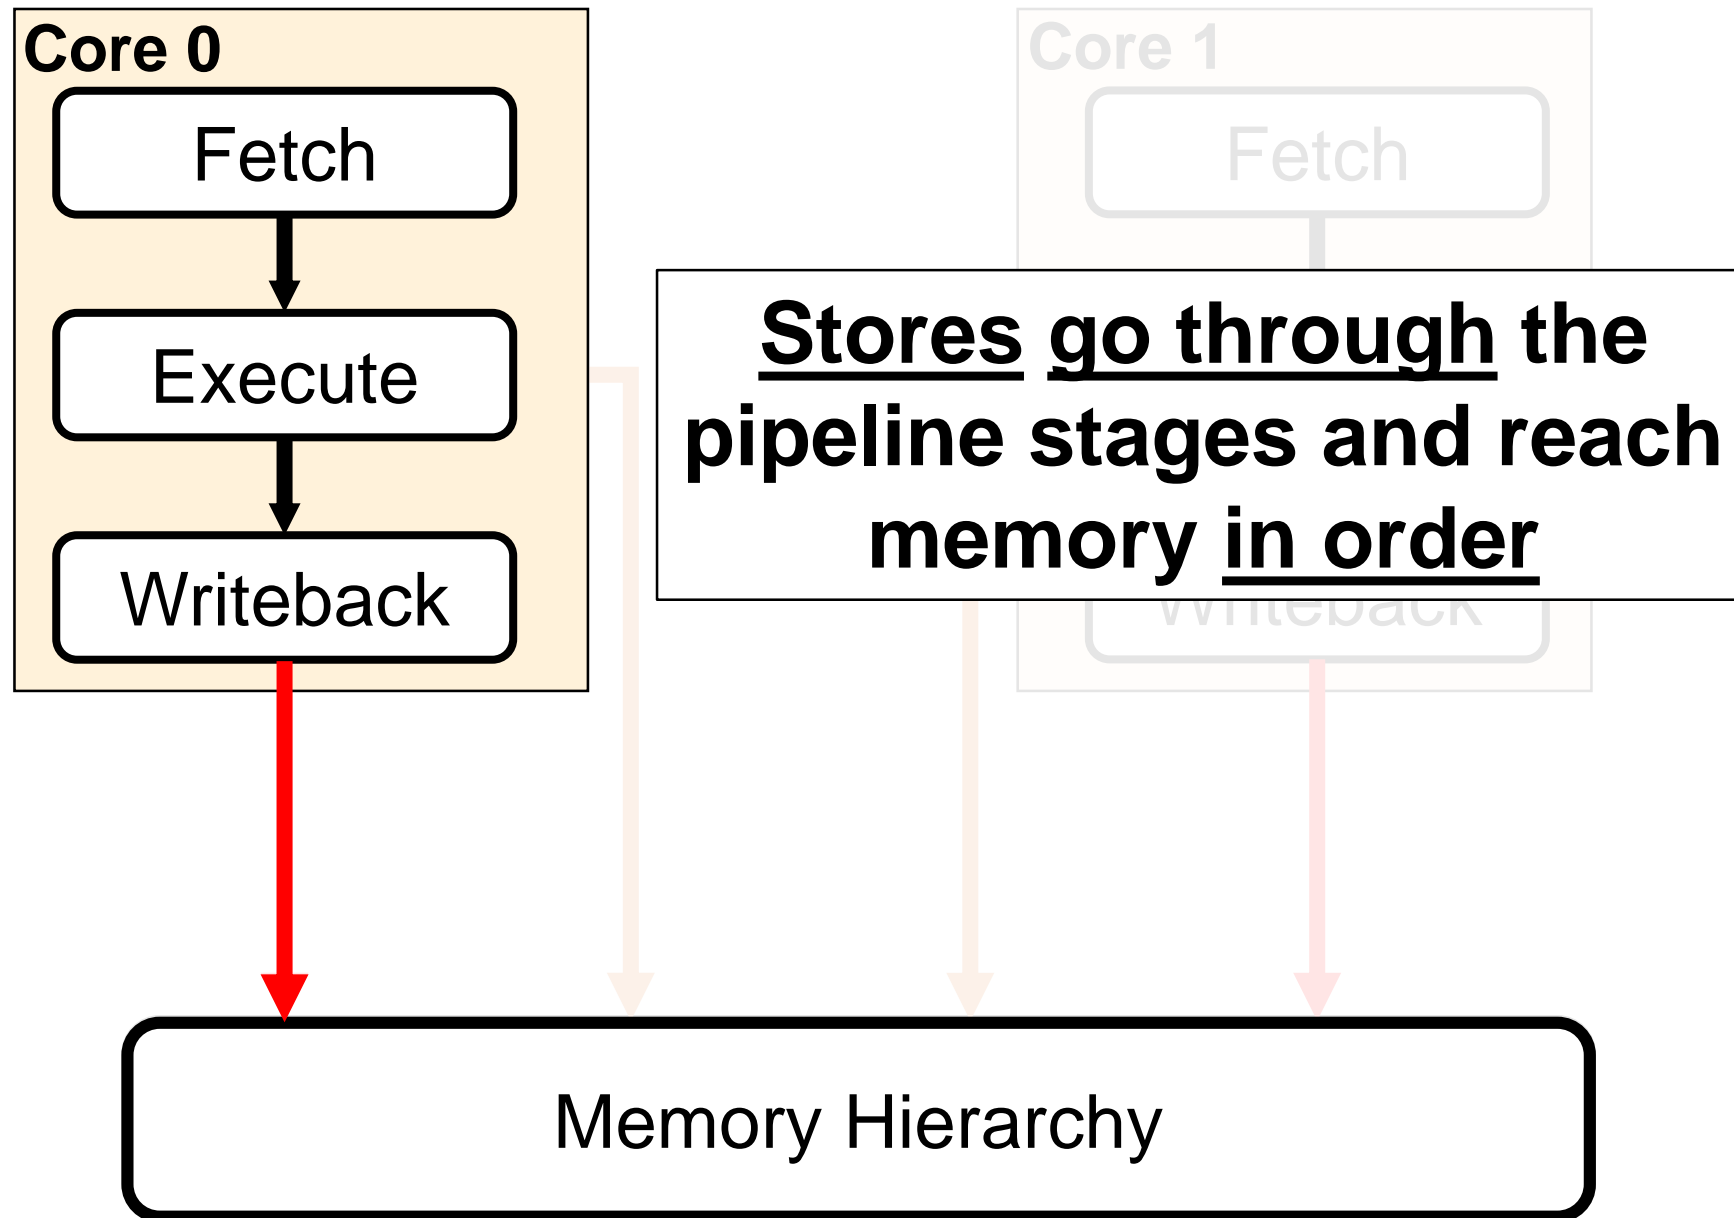 Core 0
Fetch
Execute
Writeback
Core 1
Fetch
Stores go through the
pipeline stages and reach
memory in order
Writeback
Memory Hierarchy